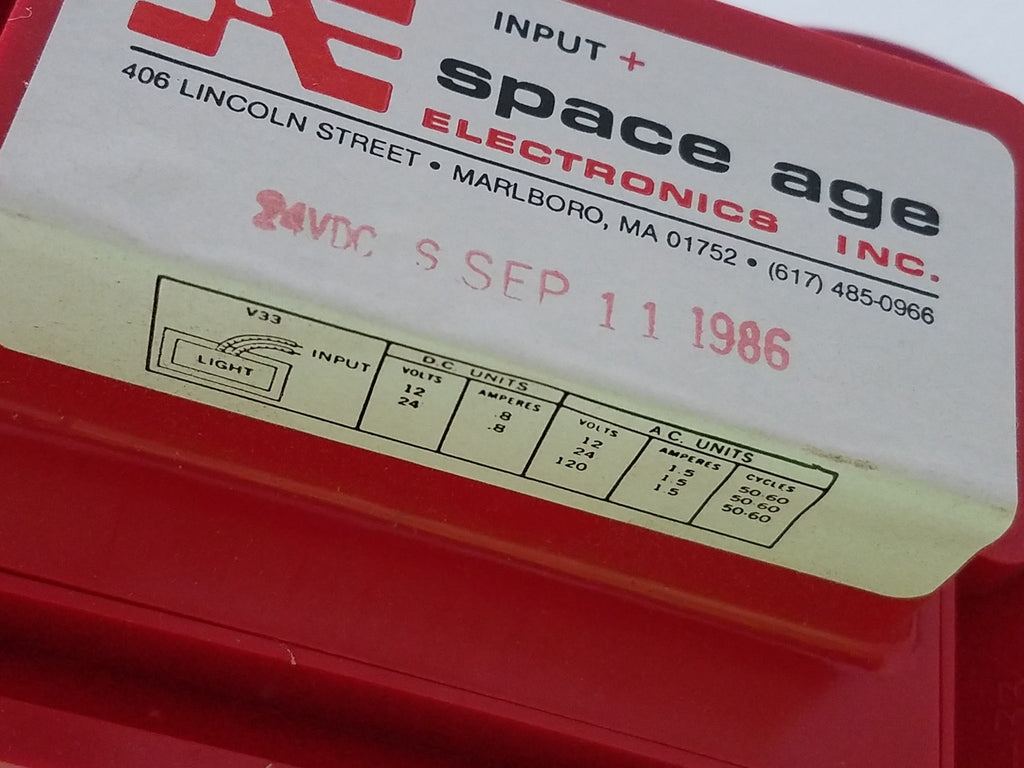 INPUT +
space age
ELECTRONICS INC.
406 LINCOLN STREET • MARLBORO, MA 01752 • (617) 485-0966
24VDC S SEP 11 1986
V33
LIGHT
INPUT
D.C. UNITS
VOLTS AMPERES
12 .8
24 .8
A C. UNITS
VOLTS AMPERES CYCLES
12 1.5 50-60
24 1.5 50-60
120 1 5 50-60